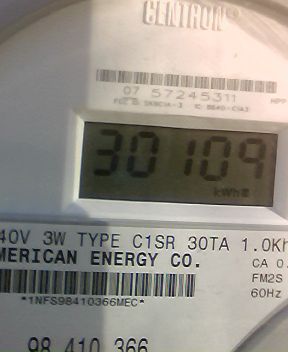 CENTRON
07 57245311
30109
kWh
40V 3W TYPE C1SR 30TA 1.0Kh
MERICAN ENERGY CO.
CA 0.
FM2S
60Hz
*1NFS98410366MEC*
98 410 366